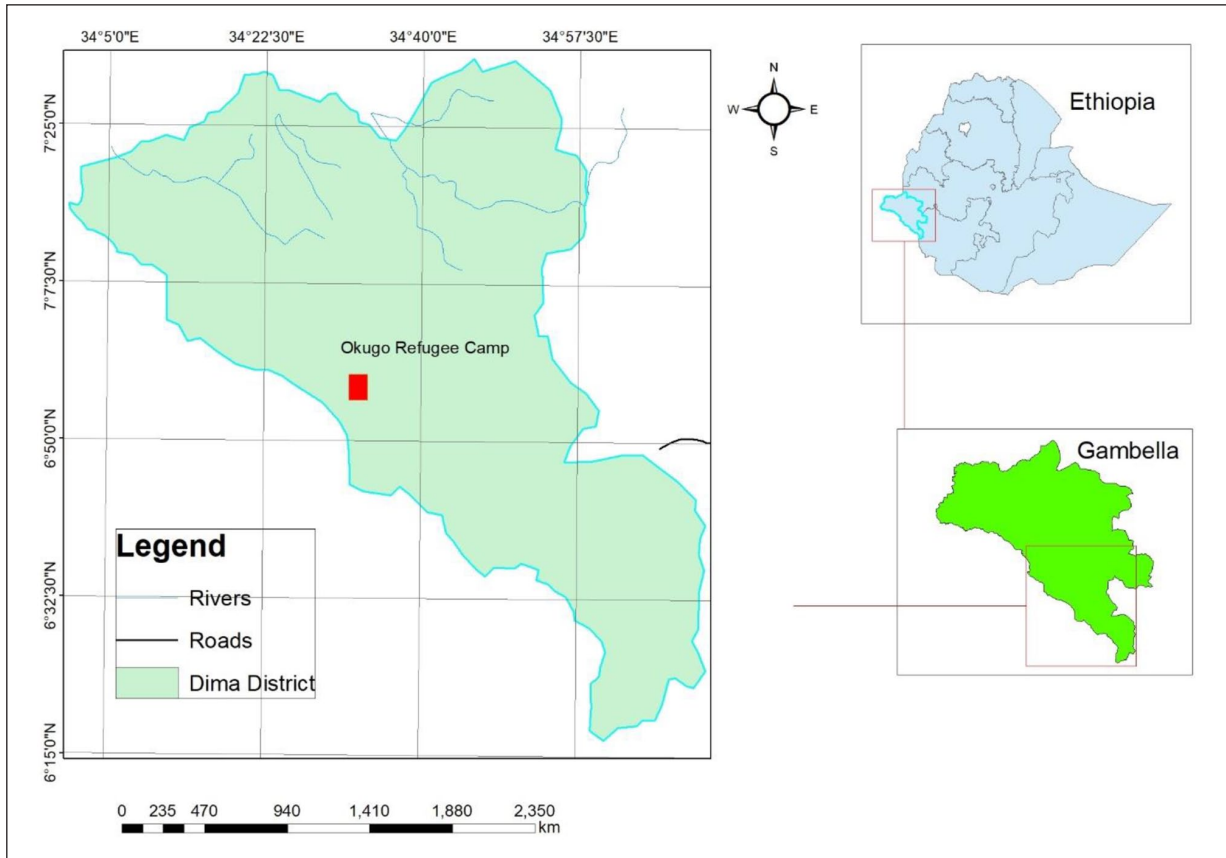 34°5'0"E 34°22'30"E 34°40'0"E 34°57'30"E
7°25'0"N
7°7'30"N
6°50'0"N
6°32'30"N
6°15'0"N
Okugo Refugee Camp
Legend
Rivers
Roads
Dima District
0 235 470 940 1,410 1,880 2,350
km
N
W E
S
Ethiopia
Gambella